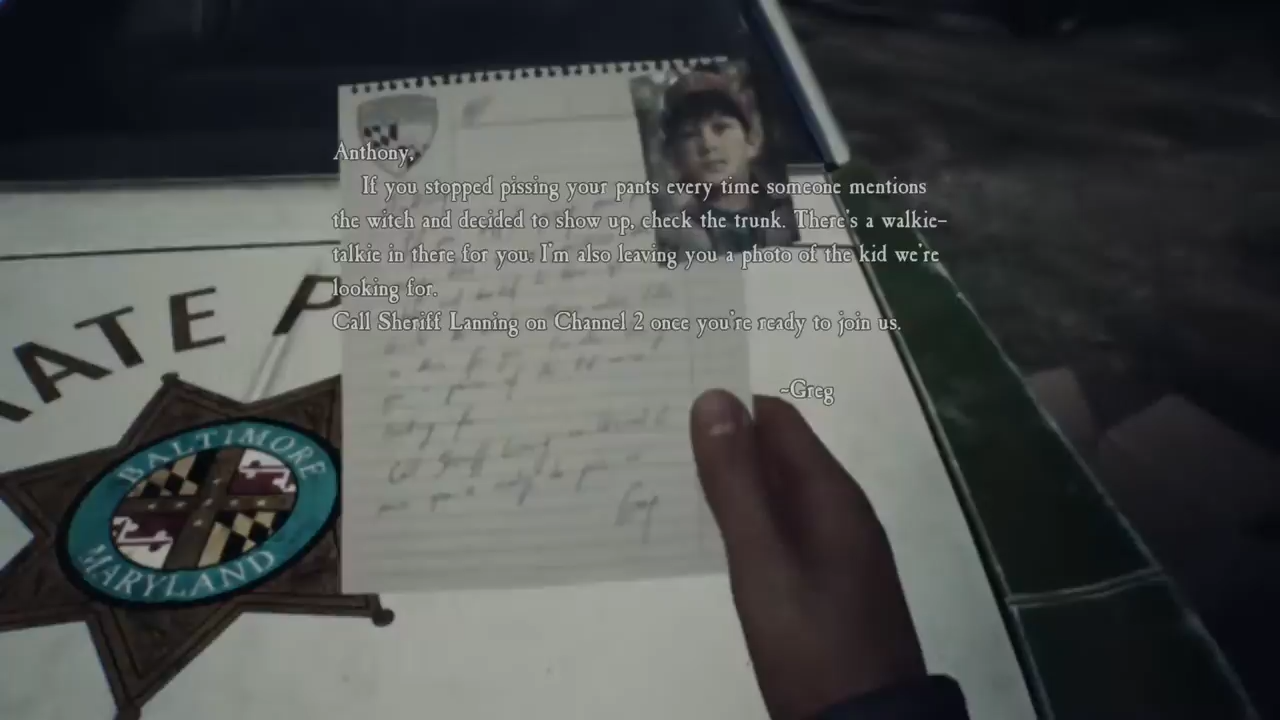 Anthony,
If you stopped pissing your pants every time someone mentions
the witch and decided to show up, check the trunk. There's a walkie-
talkie in there for you. I'm also leaving you a photo of the kid we're
looking for.
Call Sheriff Lanning on Channel 2 once you're ready to join us.
-Greg
ATE P
BALTIMORE
MARYLAND